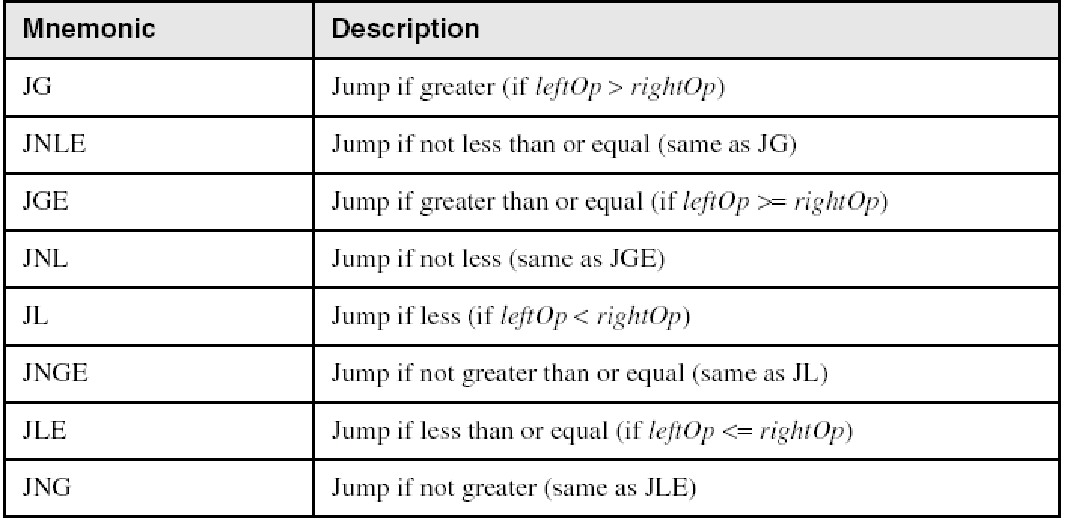 Mnemonic Description
JG Jump if greater (if leftOp > rightOp)
JNLE Jump if not less than or equal (same as JG)
JGE Jump if greater than or equal (if leftOp >= rightOp)
JNL Jump if not less (same as JGE)
JL Jump if less (if leftOp < rightOp)
JNGE Jump if not greater than or equal (same as JL)
JLE Jump if less than or equal (if leftOp <= rightOp)
JNG Jump if not greater (same as JLE)